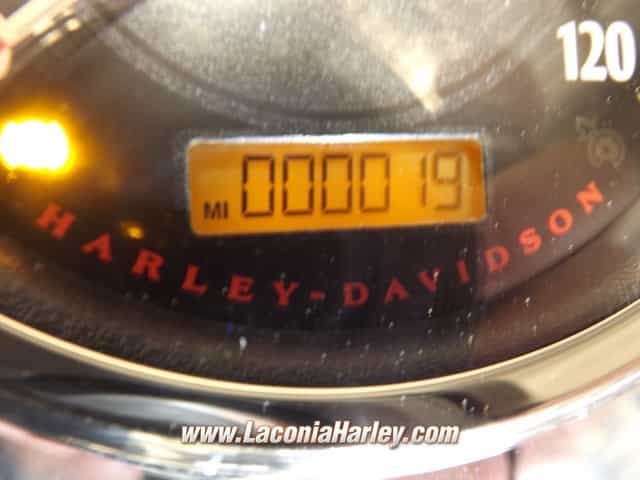 120
MI 000019
HARLEY-DAVIDSON
www.LaconiaHarley.com